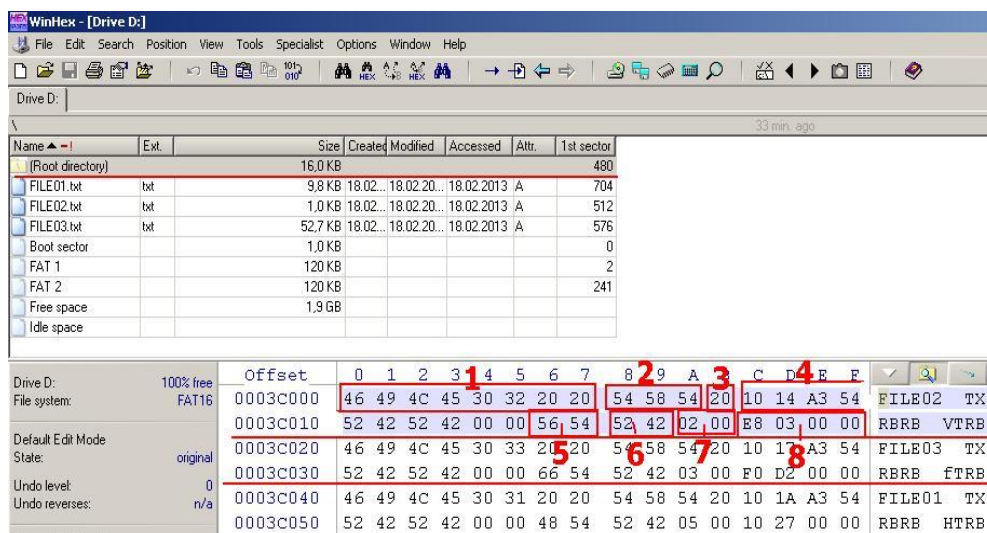 WinHex - [Drive D:]
File Edit Search Position View Tools Specialist Options Window Help
Drive D:
\ 33 min. ago
Name Ext. Size Created Modified Accessed Attr. 1st sector
(Root directory) 16,0 KB 480
FILE01.txt txt 9,8 KB 18.02... 18.02.20... 18.02.2013 A 704
FILE02.txt txt 1,0 KB 18.02... 18.02.20... 18.02.2013 A 512
FILE03.txt txt 52,7 KB 18.02... 18.02.20... 18.02.2013 A 576
Boot sector 1,0 KB 0
FAT 1 120 KB 2
FAT 2 120 KB 241
Free space 1,9 GB
Idle space
Drive D: 100% free
File system: FAT16
Default Edit Mode
State: original
Undo level: 0
Undo reverses: n/a
Offset 0 1 2 3 1 4 5 6 7 8 2 9 A 3 C D 4 E F
0003C000 46 49 4C 45 30 32 20 20 54 58 54 20 10 14 A3 54 FILE02 TX
0003C010 52 42 52 42 00 00 56 54 52 42 02 00 E8 03 00 00 RBRB VTRB
5 6 7 8
0003C020 46 49 4C 45 30 33 20 20 54 58 54 20 10 17 A3 54 FILE03 TX
0003C030 52 42 52 42 00 00 66 54 52 42 03 00 F0 D2 00 00 RBRB fTRB
0003C040 46 49 4C 45 30 31 20 20 54 58 54 20 10 1A A3 54 FILE01 TX
0003C050 52 42 52 42 00 00 48 54 52 42 05 00 10 27 00 00 RBRB HTRB